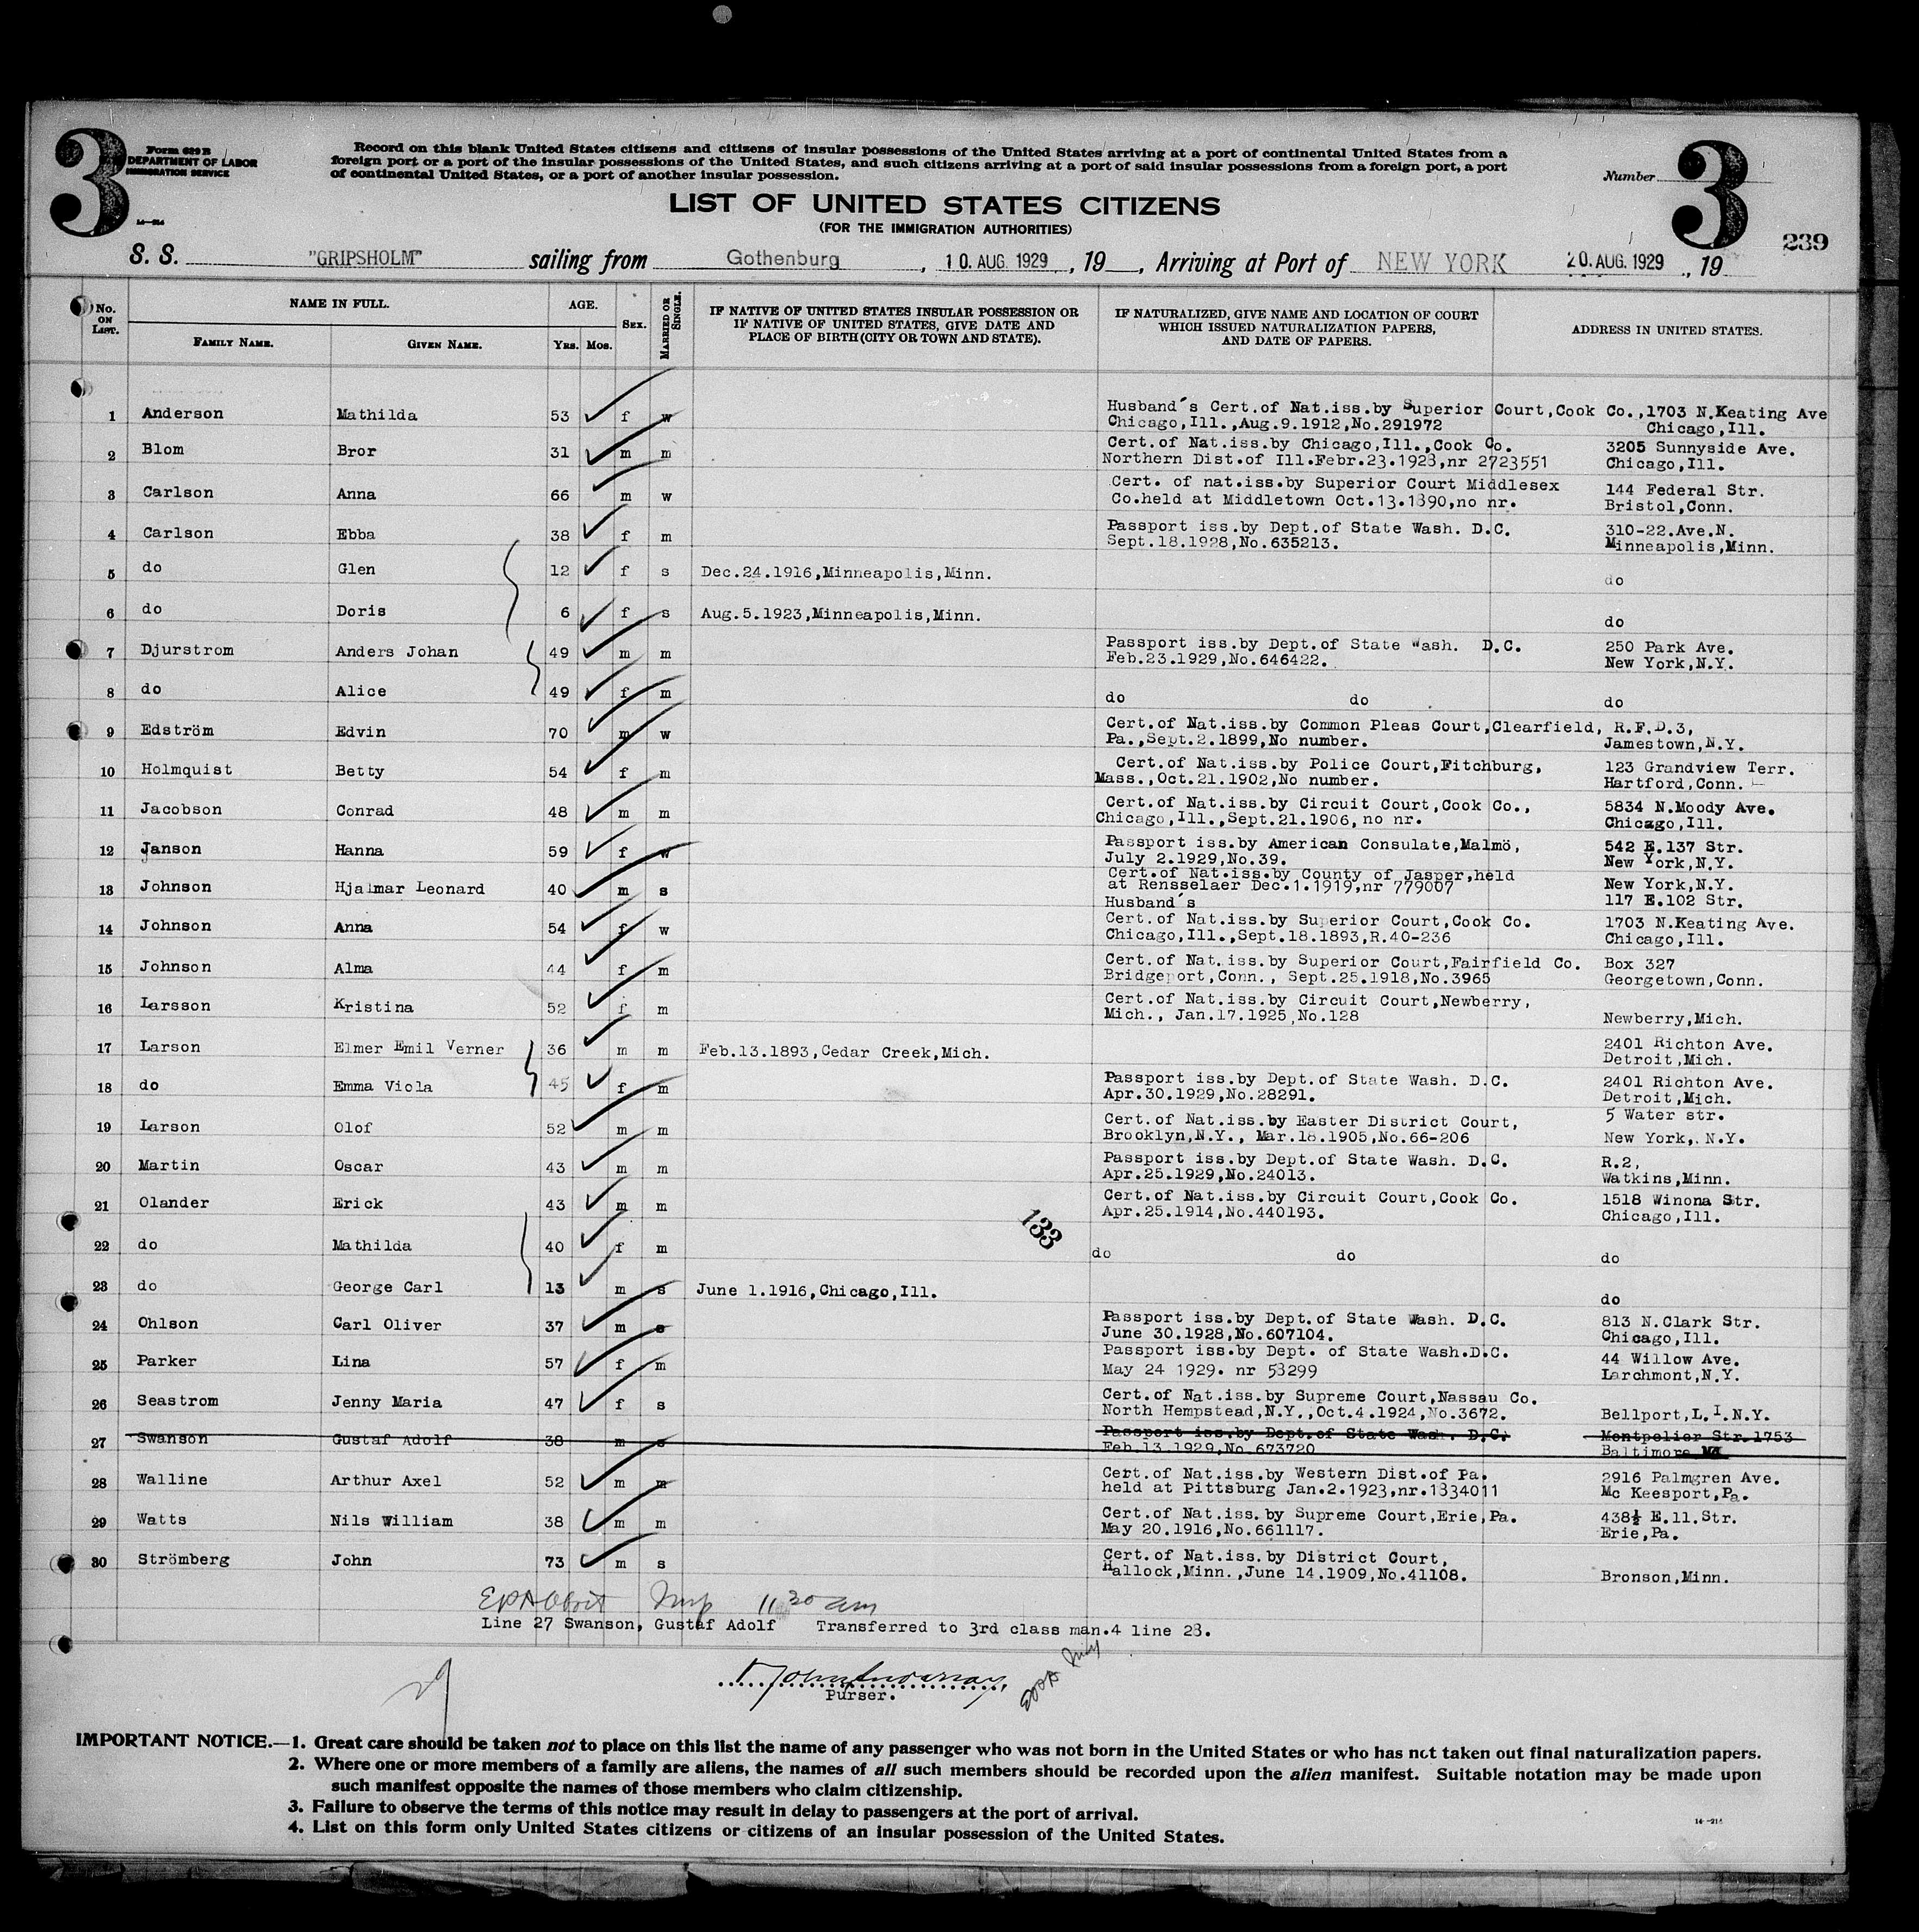 3
Form 629 B
DEPARTMENT OF LABOR
IMMIGRATION SERVICE
Record on this blank United States citizens and citizens of insular possessions of the United States arriving at a port of continental United States from a
foreign port or a port of the insular possessions of the United States, and such citizens arriving at a port of said insular possessions from a foreign port, a port
of continental United States, or a port of another insular possession.
Number 3
LIST OF UNITED STATES CITIZENS
(FOR THE IMMIGRATION AUTHORITIES)
239
S. S. "GRIPSHOLM" sailing from Gothenburg, 10. AUG. 1929, 19 , Arriving at Port of NEW YORK 20. AUG. 1929, 19
No. ON LIST. NAME IN FULL. FAMILY NAME. GIVEN NAME. AGE. YRS. MOS. SEX. MARRIED OR SINGLE.
IF NATIVE OF UNITED STATES INSULAR POSSESSION OR
IF NATIVE OF UNITED STATES, GIVE DATE AND
PLACE OF BIRTH (CITY OR TOWN AND STATE).
IF NATURALIZED, GIVE NAME AND LOCATION OF COURT
WHICH ISSUED NATURALIZATION PAPERS,
AND DATE OF PAPERS.
ADDRESS IN UNITED STATES.
1 Anderson Mathilda 53 f w Husband's Cert.of Nat.iss.by Superior Court,Cook Co.,1703 N.Keating Ave
Chicago,Ill.,Aug.9.1912,No.291972 Chicago,Ill.
2 Blom Bror 31 m m Cert.of Nat.iss.by Chicago,Ill.,Cook Co. 3205 Sunnyside Ave.
Northern Dist.of Ill.Febr.23.1928,nr 2723551 Chicago,Ill.
3 Carlson Anna 66 m w Cert. of nat.iss.by Superior Court Middlesex 144 Federal Str.
Co.held at Middletown Oct.13.1890,no nr. Bristol,Conn.
4 Carlson Ebba 38 f m Passport iss.by Dept.of State Wash. D.C. 310-22.Ave.N.
Sept.18.1928,No.635213. Minneapolis,Minn.
5 do Glen 12 f s Dec.24.1916,Minneapolis,Minn. do
6 do Doris 6 f s Aug.5.1923,Minneapolis,Minn. do
7 Djurstrom Anders Johan 49 m m Passport iss.by Dept.of State Wash. D.C. 250 Park Ave.
Feb.23.1929,No.646422. New York,N.Y.
8 do Alice 49 f m do do do
9 Edström Edvin 70 m w Cert.of Nat.iss.by Common Pleas Court,Clearfield, R.F.D.3,
Pa.,Sept.2.1899,No number. Jamestown,N.Y.
10 Holmquist Betty 54 f m Cert.of Nat.iss.by Police Court,Fitchburg, 123 Grandview Terr.
Mass.,Oct.21.1902,No number. Hartford,Conn.
11 Jacobson Conrad 48 m m Cert.of Nat.iss.by Circuit Court,Cook Co., 5834 N.Moody Ave.
Chicago,Ill.,Sept.21.1906, no nr. Chicago,Ill.
12 Janson Hanna 59 f w Passport iss.by American Consulate,Malmö, 542 E.137 Str.
July 2.1929,No.39. New York,N.Y.
13 Johnson Hjalmar Leonard 40 m s Cert.of Nat.iss.by County of Jasper,held New York,N.Y.
at Rensselaer Dec.1.1919,nr 779007 117 E.102 Str.
Husband's
14 Johnson Anna 54 f w Cert.of Nat.iss.by Superior Court,Cook Co. 1703 N.Keating Ave.
Chicago,Ill.,Sept.18.1893,R.40-236 Chicago,Ill.
15 Johnson Alma 44 f m Cert.of Nat.iss.by Superior Court,Fairfield Co. Box 327
Bridgeport,Conn., Sept.25.1918,No.3965 Georgetown,Conn.
16 Larsson Kristina 52 f m Cert.of Nat.iss.by Circuit Court,Newberry,
Mich., Jan.17.1925,No.128 Newberry,Mich.
17 Larson Elmer Emil Verner 36 m m Feb.13.1893,Cedar Creek,Mich. 2401 Richton Ave.
Detroit,Mich.
18 do Emma Viola 45 f m Passport iss.by Dept.of State Wash. D.C. 2401 Richton Ave.
Apr.30.1929,No.28291. Detroit,Mich.
19 Larson Olof 52 m m Cert.of Nat.iss.by Easter District Court, 5 Water str.
Brooklyn,N.Y., Mar.18.1905,No.66-206 New York,.N.Y.
20 Martin Oscar 43 m m Passport iss.by Dept.of State Wash. D.C. R.2,
Apr.25.1929,No.24013. Watkins,Minn.
21 Olander Erick 43 m m Cert.of Nat.iss.by Circuit Court,Cook Co. 1518 Winona Str.
Apr.25.1914,No.440193. Chicago,Ill.
133
22 do Mathilda 40 f m do do do
23 do George Carl 13 m s June 1.1916,Chicago,Ill. do
24 Ohlson Carl Oliver 37 m s Passport iss.by Dept.of State Wash. D.C. 813 N.Clark Str.
June 30.1928,No.607104. Chicago,Ill.
25 Parker Lina 57 f m Passport iss.by Dept. of State Wash.D.C. 44 Willow Ave.
May 24 1929. nr 53299 Larchmont,N.Y.
26 Seastrom Jenny Maria 47 f s Cert.of Nat.iss.by Supreme Court,Nassau Co.
North Hempstead,N.Y.,Oct.4.1924,No.3672. Bellport,L.I.N.Y.
27 Swanson Gustaf Adolf 38 m s Passport iss.by Dept.of State Wash. D.C. Montpelier Str.1753
Feb.13.1929,No.673720 Baltimore Md
28 Walline Arthur Axel 52 m m Cert.of Nat.iss.by Western Dist.of Pa. 2916 Palmgren Ave.
held at Pittsburg Jan.2.1923,nr.1834011 Mc Keesport,Pa.
29 Watts Nils William 38 m m Cert.of Nat.iss.by Supreme Court,Erie,Pa. 438½ E.11.Str.
May 20.1916,No.661117. Erie,Pa.
30 Strömberg John 73 m s Cert.of Nat.iss.by District Court,
Hallock,Minn.,June 14.1909,No.41108. Bronson,Minn.
11 30 am
Line 27 Swanson, Gustaf Adolf Transferred to 3rd class man.4 line 28.
Purser.
IMPORTANT NOTICE.—1. Great care should be taken not to place on this list the name of any passenger who was not born in the United States or who has not taken out final naturalization papers.
2. Where one or more members of a family are aliens, the names of all such members should be recorded upon the alien manifest. Suitable notation may be made upon
such manifest opposite the names of those members who claim citizenship.
3. Failure to observe the terms of this notice may result in delay to passengers at the port of arrival.
4. List on this form only United States citizens or citizens of an insular possession of the United States.